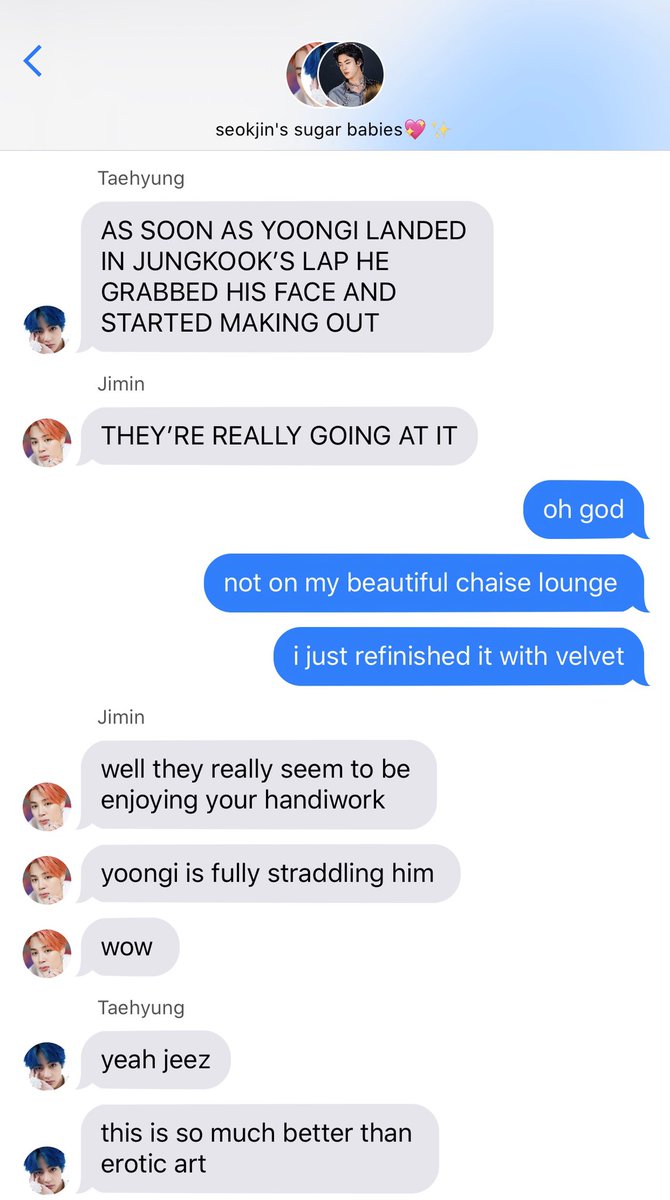 seokjin's sugar babies💖✨
Taehyung
AS SOON AS YOONGI LANDED
IN JUNGKOOK’S LAP HE
GRABBED HIS FACE AND
STARTED MAKING OUT
Jimin
THEY’RE REALLY GOING AT IT
oh god
not on my beautiful chaise lounge
i just refinished it with velvet
Jimin
well they really seem to be
enjoying your handiwork
yoongi is fully straddling him
wow
Taehyung
yeah jeez
this is so much better than
erotic art